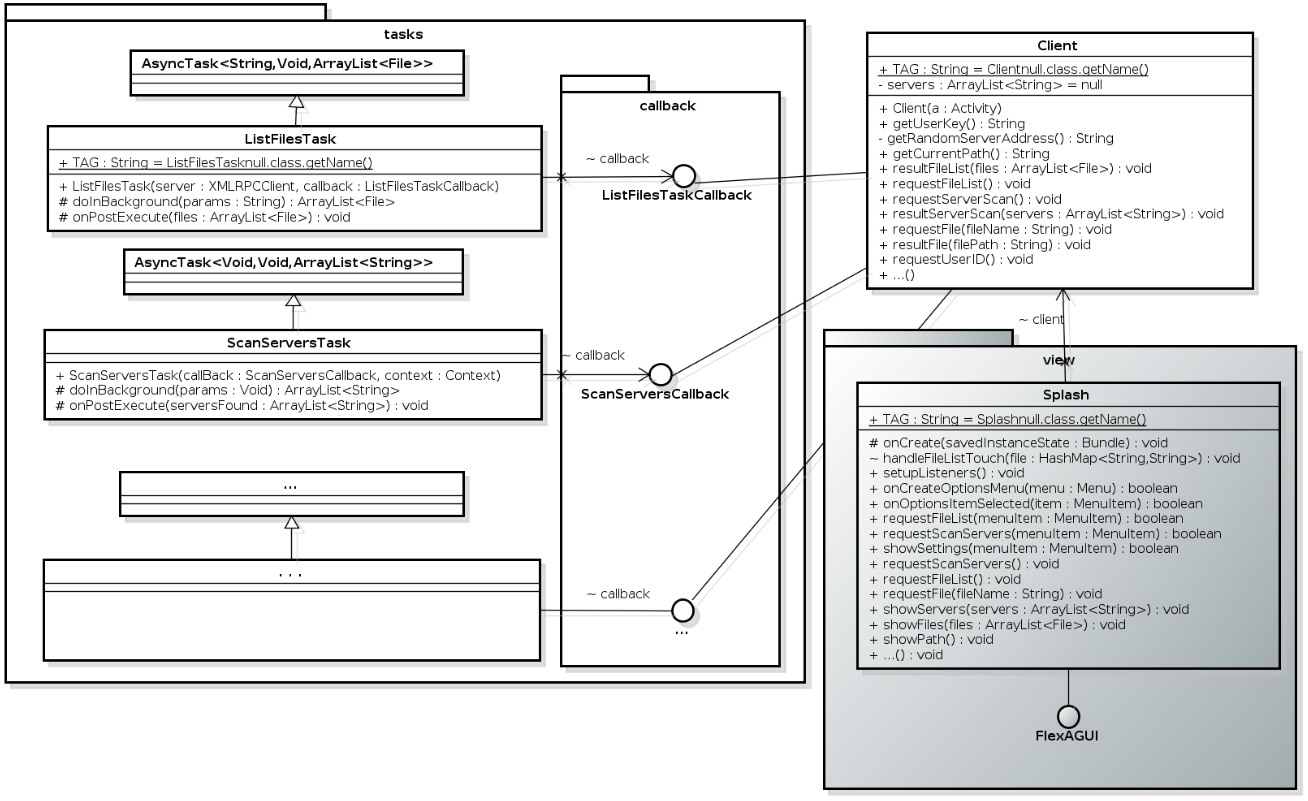 tasks
AsyncTask<String,Void,ArrayList<File>>
ListFilesTask
+ TAG : String = ListFilesTasknull.class.getName()
+ ListFilesTask(server : XMLRPCClient, callback : ListFilesTaskCallback)
# doInBackground(params : String) : ArrayList<File>
# onPostExecute(files : ArrayList<File>) : void
AsyncTask<Void,Void,ArrayList<String>>
ScanServersTask
+ ScanServersTask(callBack : ScanServersCallback, context : Context)
# doInBackground(params : Void) : ArrayList<String>
# onPostExecute(serversFound : ArrayList<String>) : void
...
...
callback
~ callback
ListFilesTaskCallback
~ callback
ScanServersCallback
~ callback
...
Client
+ TAG : String = Clientnull.class.getName()
- servers : ArrayList<String> = null
+ Client(a : Activity)
+ getUserKey() : String
- getRandomServerAddress() : String
+ getCurrentPath() : String
+ resultFileList(files : ArrayList<File>) : void
+ requestFileList() : void
+ requestServerScan() : void
+ resultServerScan(servers : ArrayList<String>) : void
+ requestFile(fileName : String) : void
+ resultFile(filePath : String) : void
+ requestUserID() : void
+ ...()
~ client
view
Splash
+ TAG : String = Splashnull.class.getName()
# onCreate(savedInstanceState : Bundle) : void
~ handleFileListTouch(file : HashMap<String,String>) : void
+ setupListeners() : void
+ onCreateOptionsMenu(menu : Menu) : boolean
+ onOptionsItemSelected(item : MenuItem) : boolean
+ requestFileList(menuItem : MenuItem) : boolean
+ requestScanServers(menuItem : MenuItem) : boolean
+ showSettings(menuItem : MenuItem) : boolean
+ requestScanServers() : void
+ requestFileList() : void
+ requestFile(fileName : String) : void
+ showServers(servers : ArrayList<String>) : void
+ showFiles(files : ArrayList<File>) : void
+ showPath() : void
+ ...() : void
FlexAGUI